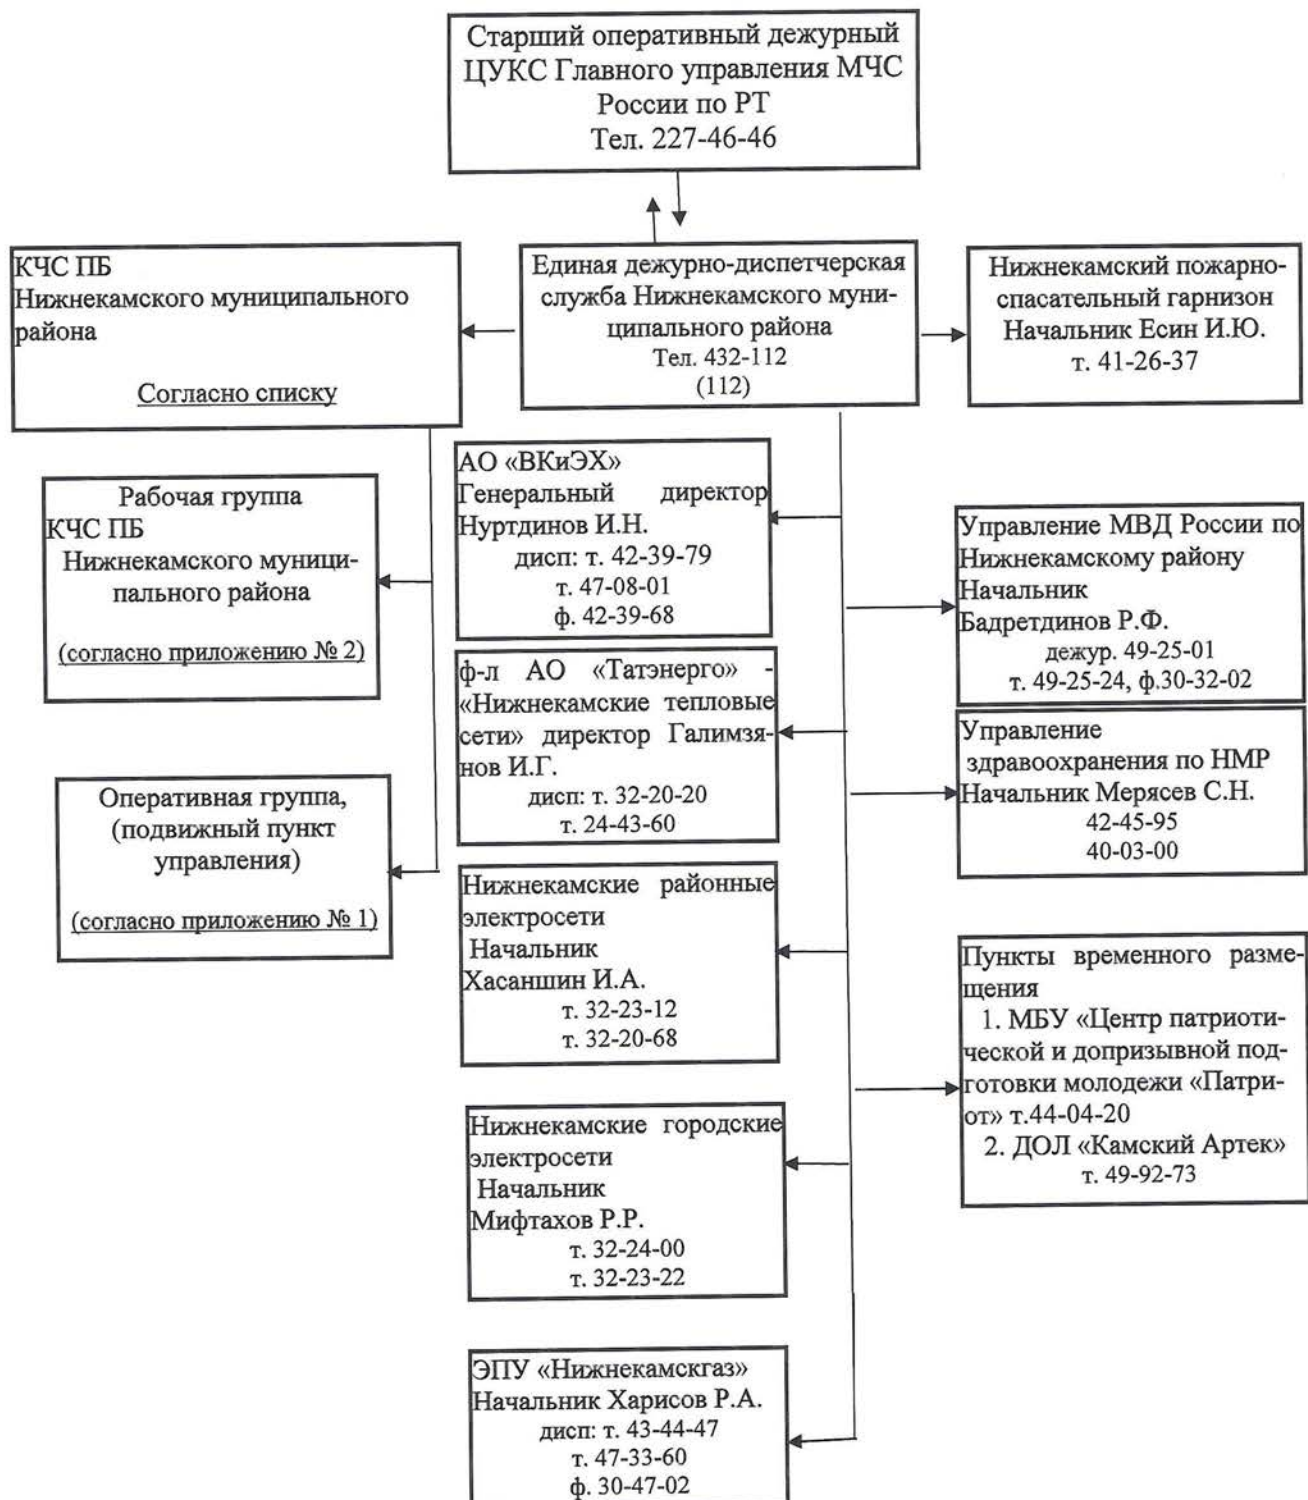 Старший оперативный дежурный
ЦУКС Главного управления МЧС
России по РТ
Тел. 227-46-46
КЧС ПБ
Нижнекамского муниципального
района
Согласно списку
Единая дежурно-диспетчерская
служба Нижнекамского муни-
ципального района
Тел. 432-112
(112)
Нижнекамский пожарно-
спасательный гарнизон
Начальник Есин И.Ю.
т. 41-26-37
Рабочая группа
КЧС ПБ
Нижнекамского муници-
пального района
(согласно приложению № 2)
Оперативная группа,
(подвижный пункт
управления)
(согласно приложению № 1)
АО «ВКиЭХ»
Генеральный директор
Нуртдинов И.Н.
дисп: т. 42-39-79
т. 47-08-01
ф. 42-39-68
ф-л АО «Татэнерго» -
«Нижнекамские тепловые
сети» директор Галимзя-
нов И.Г.
дисп: т. 32-20-20
т. 24-43-60
Нижнекамские районные
электросети
Начальник
Хасаншин И.А.
т. 32-23-12
т. 32-20-68
Нижнекамские городские
электросети
Начальник
Мифтахов Р.Р.
т. 32-24-00
т. 32-23-22
ЭПУ «Нижнекамскгаз»
Начальник Харисов Р.А.
дисп: т. 43-44-47
т. 47-33-60
ф. 30-47-02
Управление МВД России по
Нижнекамскому району
Начальник
Бадретдинов Р.Ф.
дежур. 49-25-01
т. 49-25-24, ф.30-32-02
Управление
здравоохранения по НМР
Начальник Мерясев С.Н.
42-45-95
40-03-00
Пункты временного разме-
щения
1. МБУ «Центр патриоти-
ческой и допризывной под-
готовки молодежи «Патри-
от» т.44-04-20
2. ДОЛ «Камский Артек»
т. 49-92-73